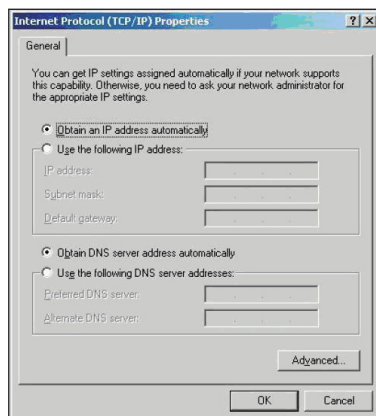 Internet Protocol (TCP/IP) Properties
General
You can get IP settings assigned automatically if your network supports
this capability. Otherwise, you need to ask your network administrator for
the appropriate IP settings.
Obtain an IP address automatically
Use the following IP address:
IP address:
Subnet mask:
Default gateway:
Obtain DNS server address automatically
Use the following DNS server addresses:
Preferred DNS server:
Alternate DNS server:
Advanced...
OK Cancel